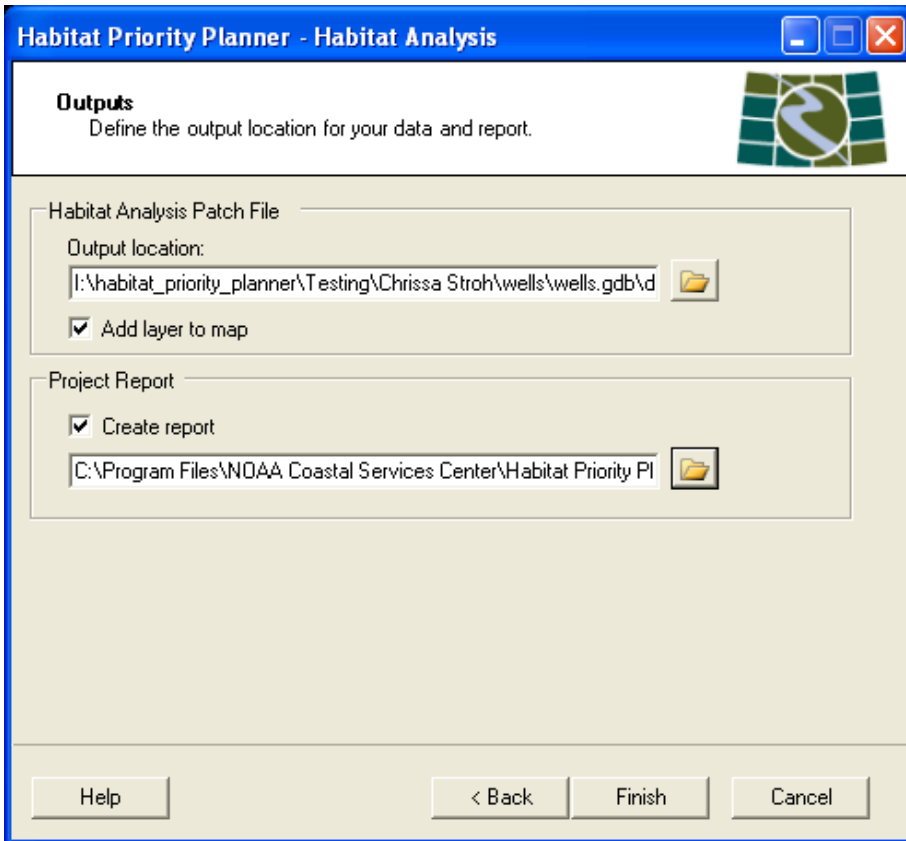 Habitat Priority Planner - Habitat Analysis
Outputs
Define the output location for your data and report.
Habitat Analysis Patch File
Output location:
I:\habitat_priority_planner\Testing\Chrissa Stroh\wells\wells.gdb\d
Add layer to map
Project Report
Create report
C:\Program Files\NOAA Coastal Services Center\Habitat Priority Pl
Help
< Back
Finish
Cancel